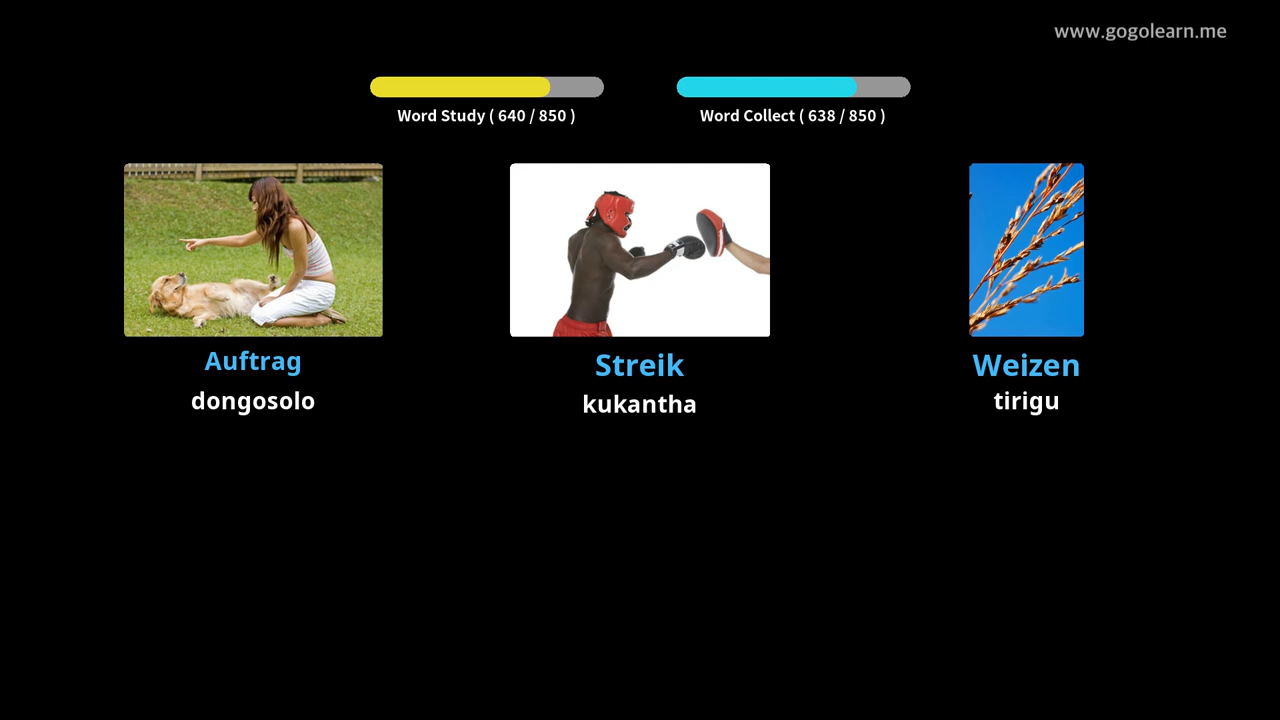 www.gogolearn.me
Word Study ( 640 / 850 )
Word Collect ( 638 / 850 )
Auftrag
dongosolo
Streik
kukantha
Weizen
tirigu